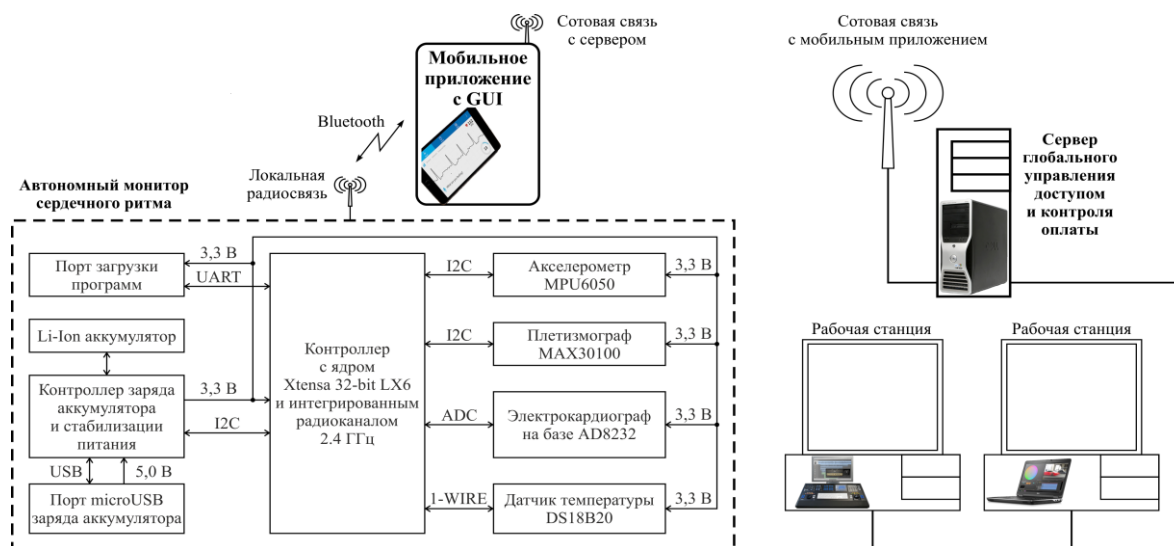 Сотовая связь
с сервером
Мобильное
приложение
с GUI
Bluetooth
Локальная
радиосвязь
Автономный монитор
сердечного ритма
Порт загрузки
программ
3,3 В
UART
Li-Ion аккумулятор
Контроллер заряда
аккумулятора
и стабилизации
питания
3,3 В
I2C
USB
5,0 В
Порт microUSB
заряда аккумулятора
Контроллер
с ядром
Xtensa 32-bit LX6
и интегрированным
радиоканалом
2.4 ГГц
I2C
Акселерометр
MPU6050
3,3 В
I2C
Плетизмограф
MAX30100
3,3 В
ADC
Электрокардиограф
на базе AD8232
3,3 В
1-WIRE
Датчик температуры
DS18B20
3,3 В
Сотовая связь
с мобильным приложением
Сервер
глобального
управления
доступом
и контроля
оплаты
Рабочая станция
Рабочая станция